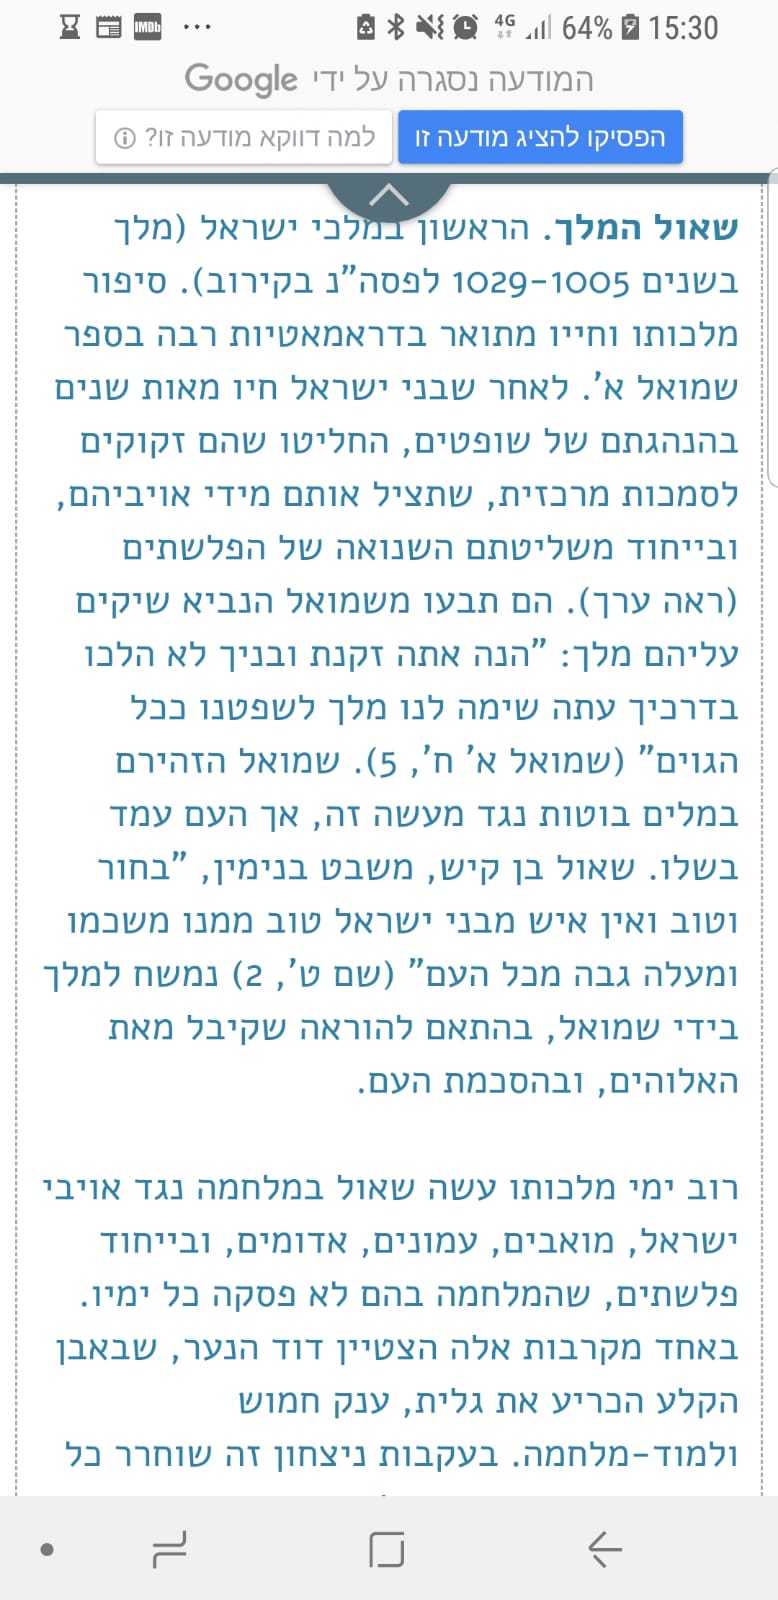 IMDb ... 4G 64% 15:30
המודעה נסגרה על ידי Google
הפסיקו להציג מודעה זו
למה דווקא מודעה זו?
שאול המלך. הראשון במלכי ישראל (מלך
בשנים 1029-1005 לפסה"נ בקירוב). סיפור
מלכותו וחייו מתואר בדראמאטיות רבה בספר
שמואל א'. לאחר שבני ישראל חיו מאות שנים
בהנהגתם של שופטים, החליטו שהם זקוקים
לסמכות מרכזית, שתציל אותם מידי אויביהם,
ובייחוד משליטתם השנואה של הפלשתים
(ראה ערך). הם תבעו משמואל הנביא שיקים
עליהם מלך: "הנה אתה זקנת ובניך לא הלכו
בדרכיך עתה שימה לנו מלך לשפטנו ככל
הגוים" (שמואל א' ח', 5). שמואל הזהירם
במלים בוטות נגד מעשה זה, אך העם עמד
בשלו. שאול בן קיש, משבט בנימין, "בחור
וטוב ואין איש מבני ישראל טוב ממנו משכמו
ומעלה גבה מכל העם" (שם ט', 2) נמשח למלך
בידי שמואל, בהתאם להוראה שקיבל מאת
האלוהים, ובהסכמת העם.
רוב ימי מלכותו עשה שאול במלחמה נגד אויבי
ישראל, מואבים, עמונים, אדומים, ובייחוד
פלשתים, שהמלחמה בהם לא פסקה כל ימיו.
באחד מקרבות אלה הצטיין דוד הנער, שבאבן
הקלע הכריע את גלית, ענק חמוש
ולמוד-מלחמה. בעקבות ניצחון זה שוחרר כל